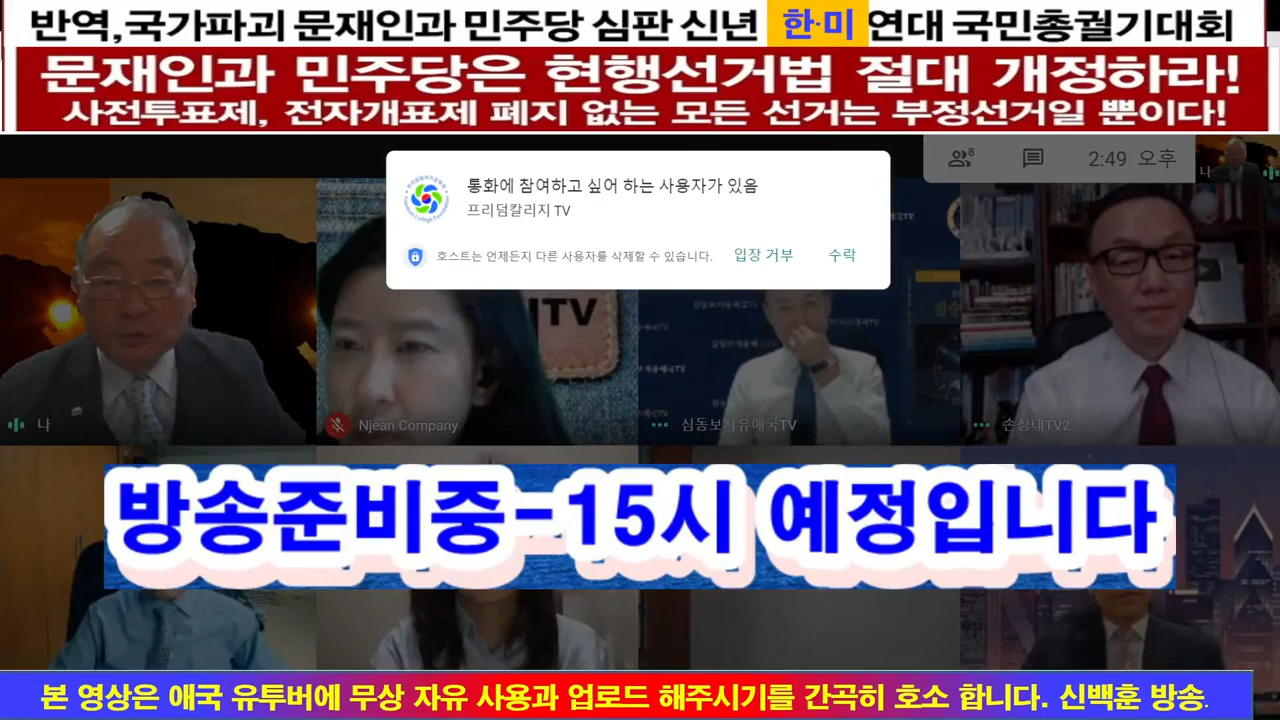 반역,국가파괴 문재인과 민주당 심판 신년 한·미 연대 국민총궐기대회
문재인과 민주당은 현행선거법 절대 개정하라!
사전투표제, 전자개표제 폐지 없는 모든 선거는 부정선거일 뿐이다!
8
2:49 오후
나
통화에 참여하고 싶어 하는 사용자가 있음
프리덤칼리지 TV
호스트는 언제든지 다른 사용자를 삭제할 수 있습니다.
입장 거부
수락
나
Njean Company
심동보자유애국TV
손상대TV2
방송준비중-15시 예정입니다
본 영상은 애국 유투버에 무상 자유 사용과 업로드 해주시기를 간곡히 호소 합니다. 신백훈 방송.